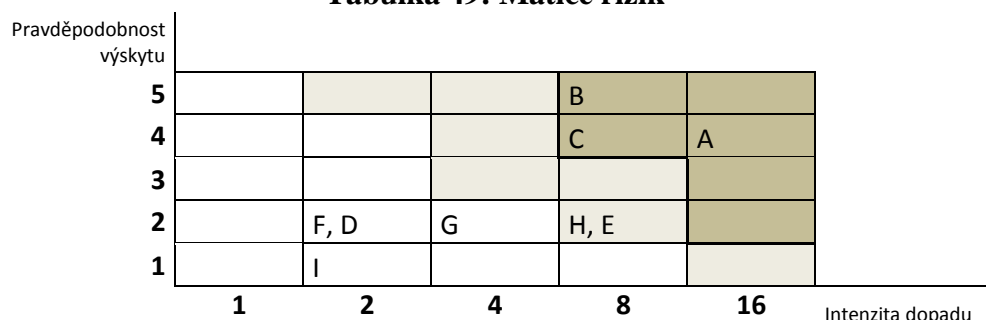 Tabulka 49: Matice rizik
Pravděpodobnost
výskytu
5 B
4 C A
3
2 F, D G H, E
1 I
1 2 4 8 16
Intenzita dopadu